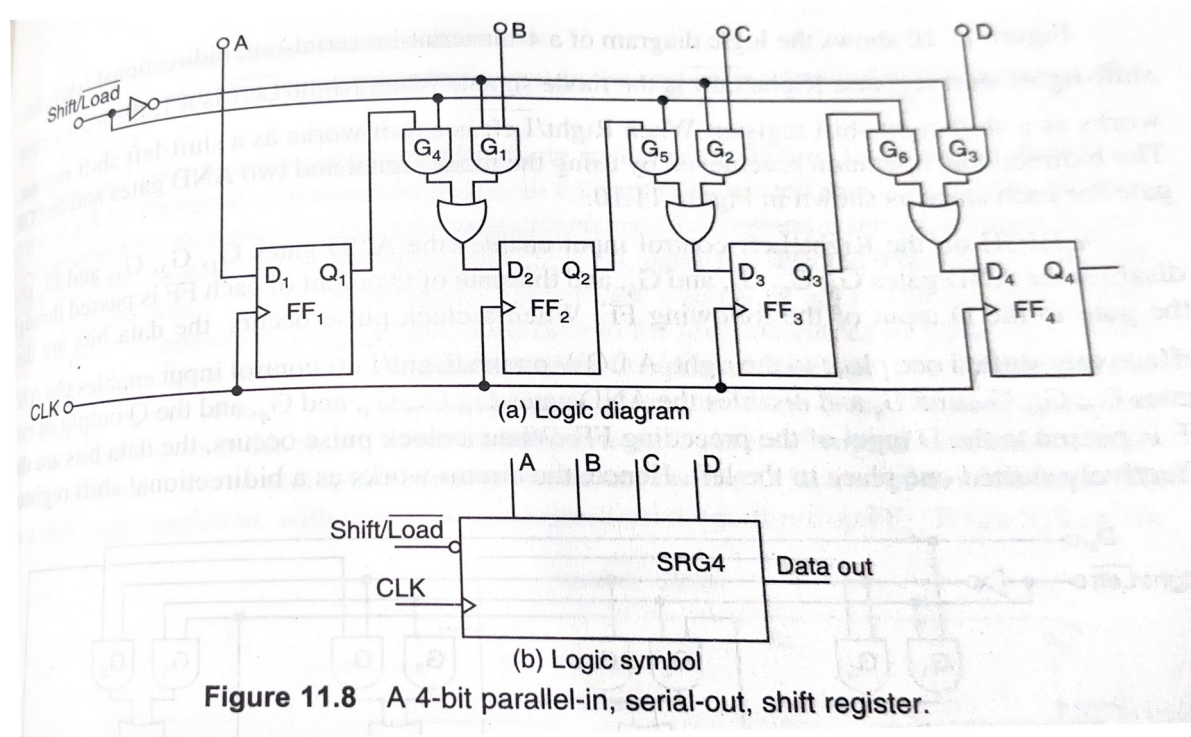 A B C D
Shift/Load
G4 G1 G5 G2 G6 G3
D1 Q1 D2 Q2 D3 Q3 D4 Q4
FF1 FF2 FF3 FF4
CLK
(a) Logic diagram
A B C D
Shift/Load
SRG4 Data out
CLK
(b) Logic symbol
Figure 11.8 A 4-bit parallel-in, serial-out, shift register.